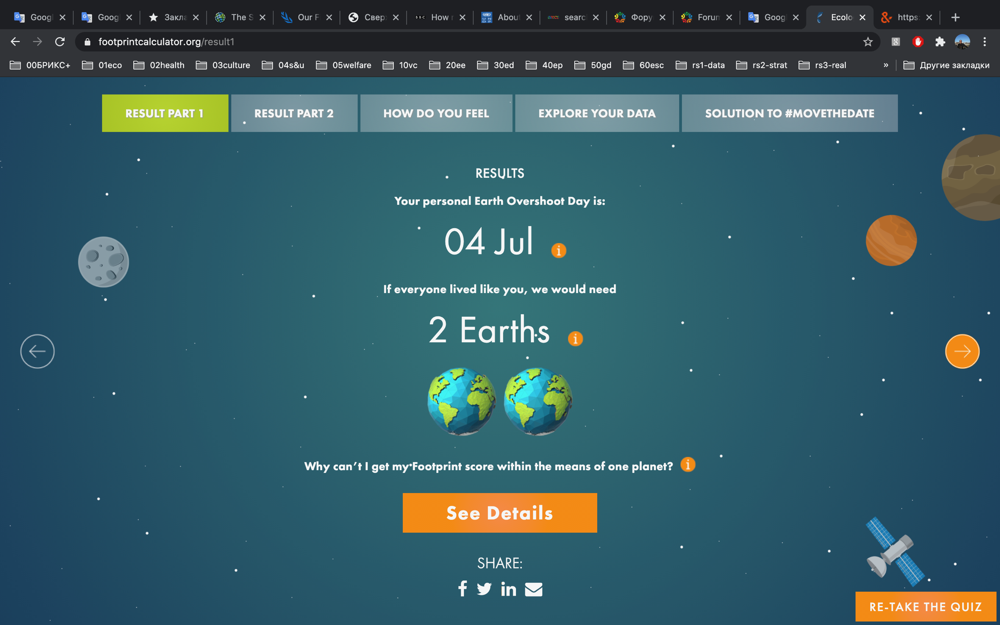 Googl
Googl
Закла
The S
Our F
Свер
BBC
How
UNDP
About
searc
Фору
Forum
Googl
Ecolo
https:
footprintcalculator.org/result1
00БРИКС+
01eco
02health
03culture
04s&u
05welfare
10vc
20ee
30ed
40ep
50gd
60esc
rs1-data
rs2-strat
rs3-real
»
Другие закладки
RESULT PART 1
RESULT PART 2
HOW DO YOU FEEL
EXPLORE YOUR DATA
SOLUTION TO #MOVETHEDATE
RESULTS
Your personal Earth Overshoot Day is:
04 Jul
If everyone lived like you, we would need
2 Earths
Why can't I get my Footprint score within the means of one planet?
See Details
SHARE:
RE-TAKE THE QUIZ